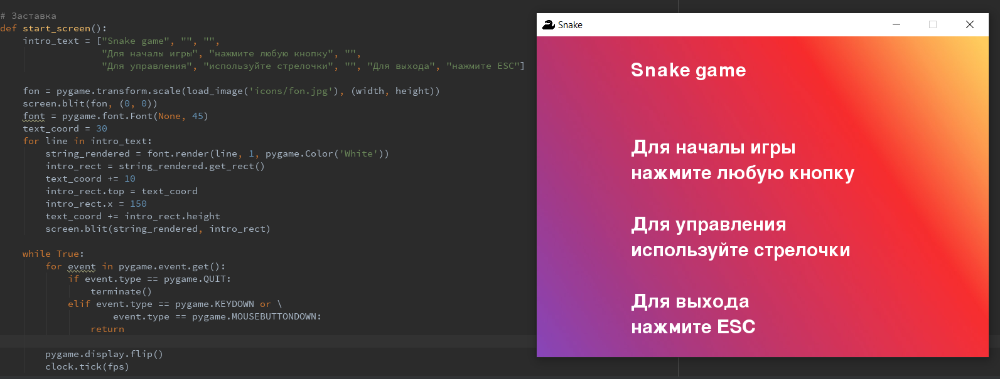 # Заставка
def start_screen():
    intro_text = ["Snake game", "", "",
                  "Для началы игры", "нажмите любую кнопку", "",
                  "Для управления", "используйте стрелочки", "", "Для выхода", "нажмите ESC"]
    fon = pygame.transform.scale(load_image('icons/fon.jpg'), (width, height))
    screen.blit(fon, (0, 0))
    font = pygame.font.Font(None, 45)
    text_coord = 30
    for line in intro_text:
        string_rendered = font.render(line, 1, pygame.Color('White'))
        intro_rect = string_rendered.get_rect()
        text_coord += 10
        intro_rect.top = text_coord
        intro_rect.x = 150
        text_coord += intro_rect.height
        screen.blit(string_rendered, intro_rect)
    while True:
        for event in pygame.event.get():
            if event.type == pygame.QUIT:
                terminate()
            elif event.type == pygame.KEYDOWN or \
                    event.type == pygame.MOUSEBUTTONDOWN:
                return
        pygame.display.flip()
        clock.tick(fps)
Snake
Snake game
Для началы игры
нажмите любую кнопку
Для управления
используйте стрелочки
Для выхода
нажмите ESC